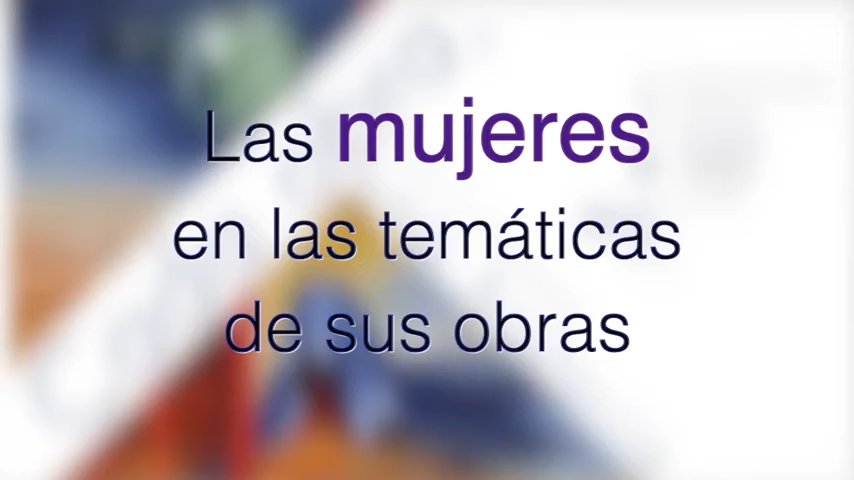 Las mujeres
en las temáticas
de sus obras